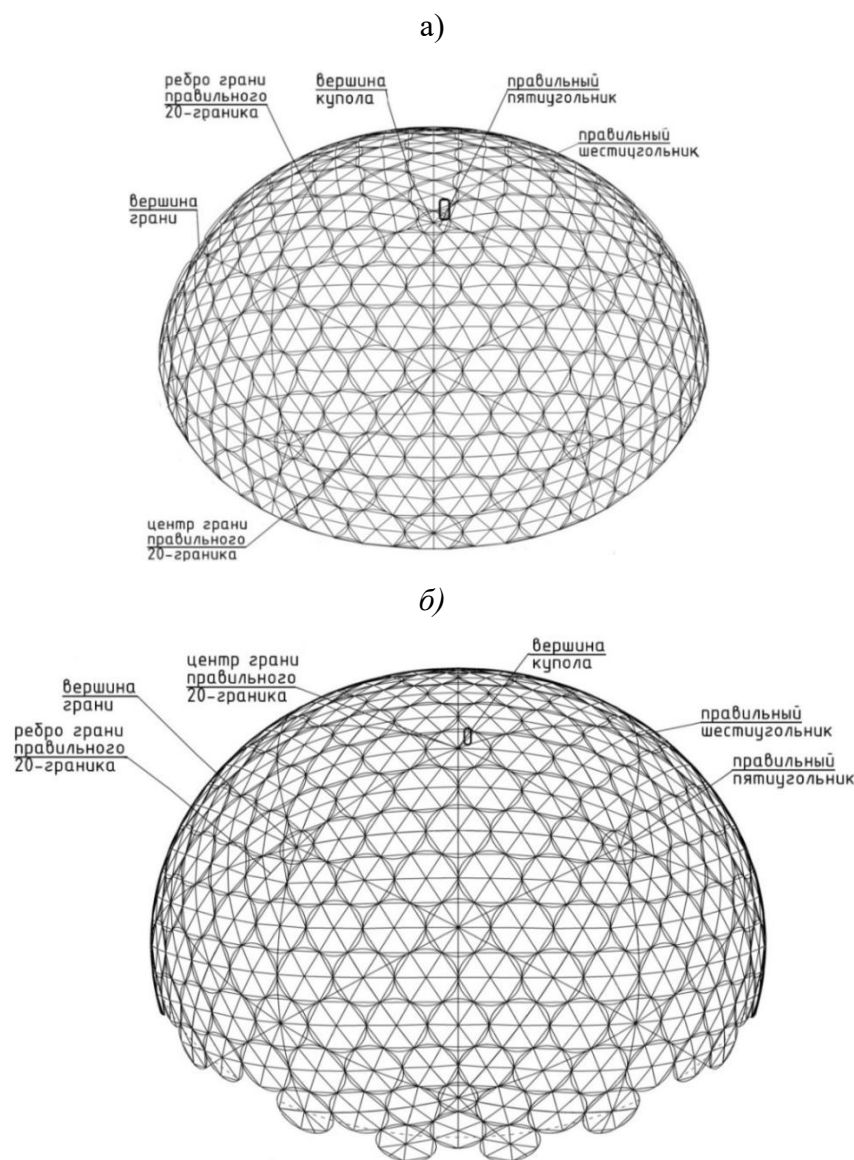 а)
ребро грани
правильного
20-граника
вершина
купола
правильный
пятиугольник
правильный
шестиугольник
вершина
грани
центр грани
правильного
20-граника
б)
центр грани
правильного
20-граника
вершина
купола
вершина
грани
ребро грани
правильного
20-граника
правильный
шестиугольник
правильный
пятиугольник